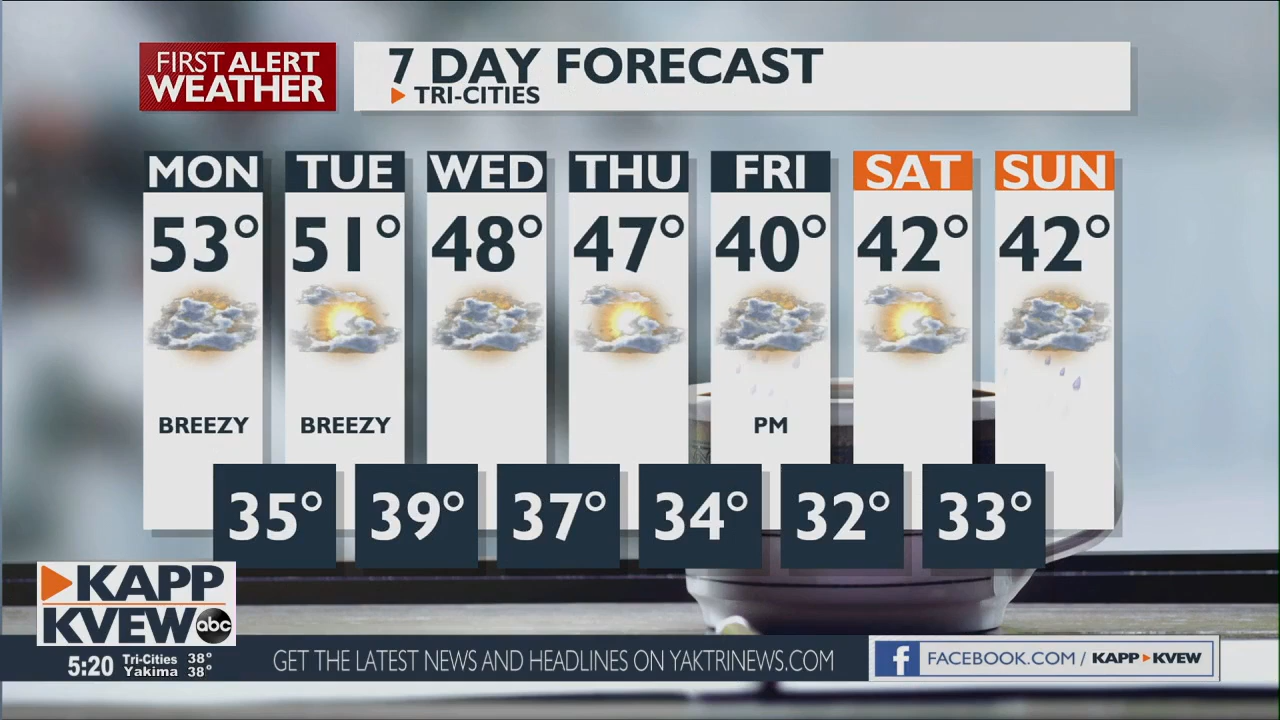 FIRST ALERT
WEATHER
7 DAY FORECAST
TRI-CITIES
MON TUE WED THU FRI SAT SUN
53° 51° 48° 47° 40° 42° 42°
BREEZY BREEZY PM
35° 39° 37° 34° 32° 33°
KAPP
KVEW abc
5:20 Tri-Cities 38°
Yakima 38°
GET THE LATEST NEWS AND HEADLINES ON YAKTRINEWS.COM
f FACEBOOK.COM / KAPP KVEW